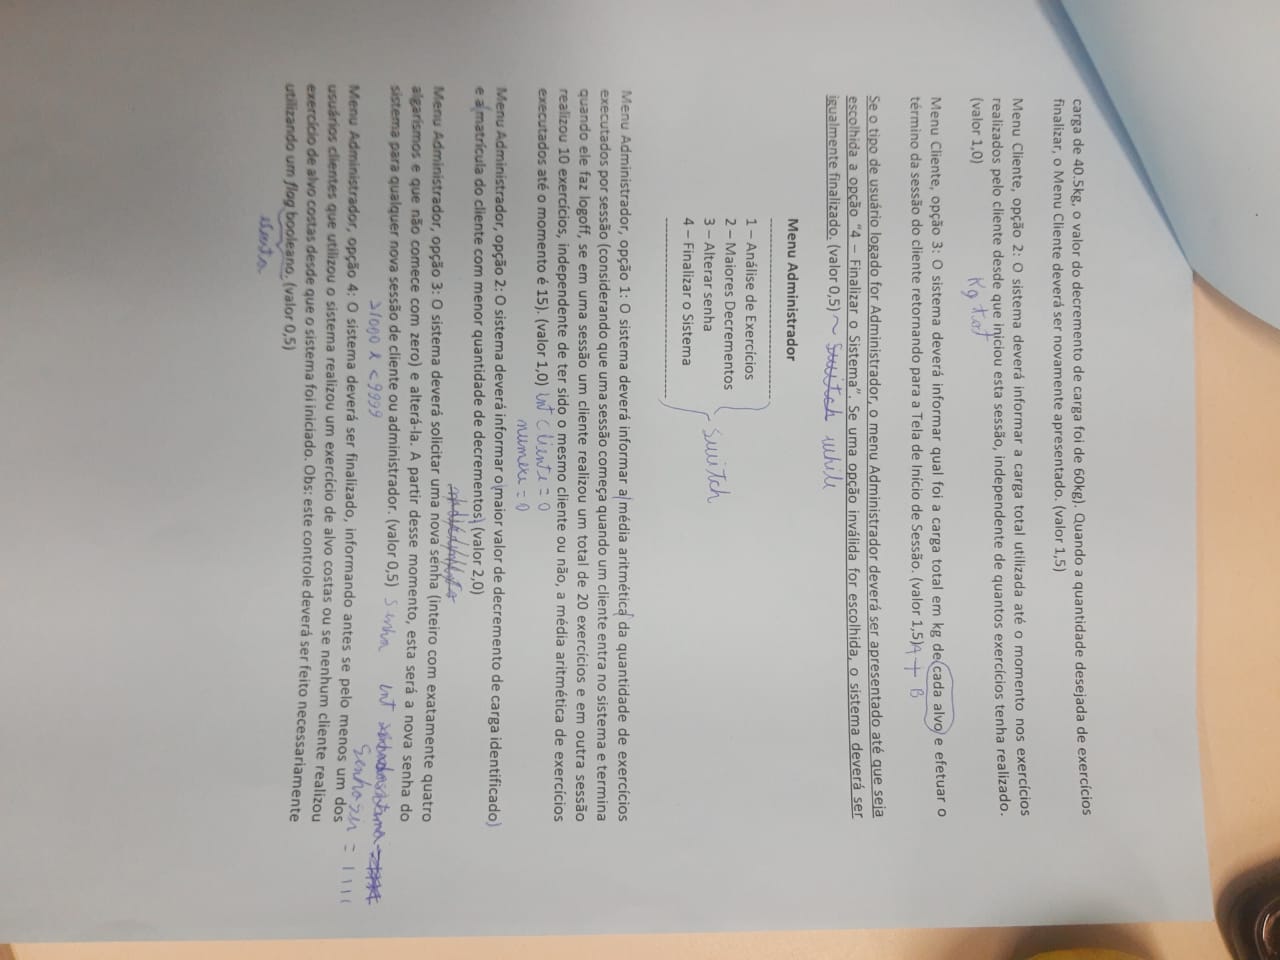 carga de 40.5kg, o valor do decremento de carga foi de 60kg). Quando a quantidade desejada de exercícios
finalizar, o Menu Cliente deverá ser novamente apresentado. (valor 1,5)
Menu Cliente, opção 2: O sistema deverá informar a carga total utilizada até o momento nos exercícios
realizados pelo cliente desde que iniciou esta sessão, independente de quantos exercícios tenha realizado.
(valor 1,0) Kg tot
Menu Cliente, opção 3: O sistema deverá informar qual foi a carga total em kg de cada alvo e efetuar o
término da sessão do cliente retornando para a Tela de Início de Sessão. (valor 1,5) A + B
Se o tipo de usuário logado for Administrador, o menu Administrador deverá ser apresentado até que seja
escolhida a opção "4 – Finalizar o Sistema". Se uma opção inválida for escolhida, o sistema deverá ser
igualmente finalizado. (valor 0,5) ~ switch while
Menu Administrador
-----------------------------------
1 – Análise de Exercícios
2 – Maiores Decrementos
3 – Alterar senha
4 – Finalizar o Sistema
-----------------------------------
switch
Menu Administrador, opção 1: O sistema deverá informar a média aritmética da quantidade de exercícios
executados por sessão (considerando que uma sessão começa quando um cliente entra no sistema e termina
quando ele faz logoff, se em uma sessão um cliente realizou um total de 20 exercícios e em outra sessão
realizou 10 exercícios, independente de ter sido o mesmo cliente ou não, a média aritmética de exercícios
executados até o momento é 15). (valor 1,0) int cliente = 0
numexe = 0
Menu Administrador, opção 2: O sistema deverá informar o maior valor de decremento de carga identificado
e a matrícula do cliente com menor quantidade de decrementos. (valor 2,0)
Menu Administrador, opção 3: O sistema deverá solicitar uma nova senha (inteiro com exatamente quatro
algarismos e que não comece com zero) e alterá-la. A partir desse momento, esta será a nova senha do
sistema para qualquer nova sessão de cliente ou administrador. (valor 0,5) senha int
>1000 & <9999 = 1111
Menu Administrador, opção 4: O sistema deverá ser finalizado, informando antes se pelo menos um dos
usuários clientes que utilizou o sistema realizou um exercício de alvo costas ou se nenhum cliente realizou
exercício de alvo costas desde que o sistema foi iniciado. Obs: este controle deverá ser feito necessariamente
utilizando um flag booleano. (valor 0,5)